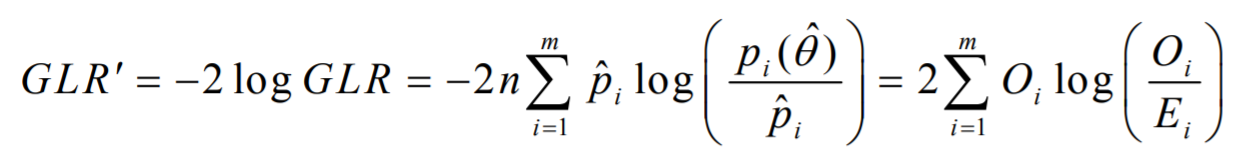 GLR′ = −2 log GLR = −2n∑_{i=1}^{m} p̂_i log( p_i(θ̂) / p̂_i ) = 2∑_{i=1}^{m} O_i log( O_i / E_i )